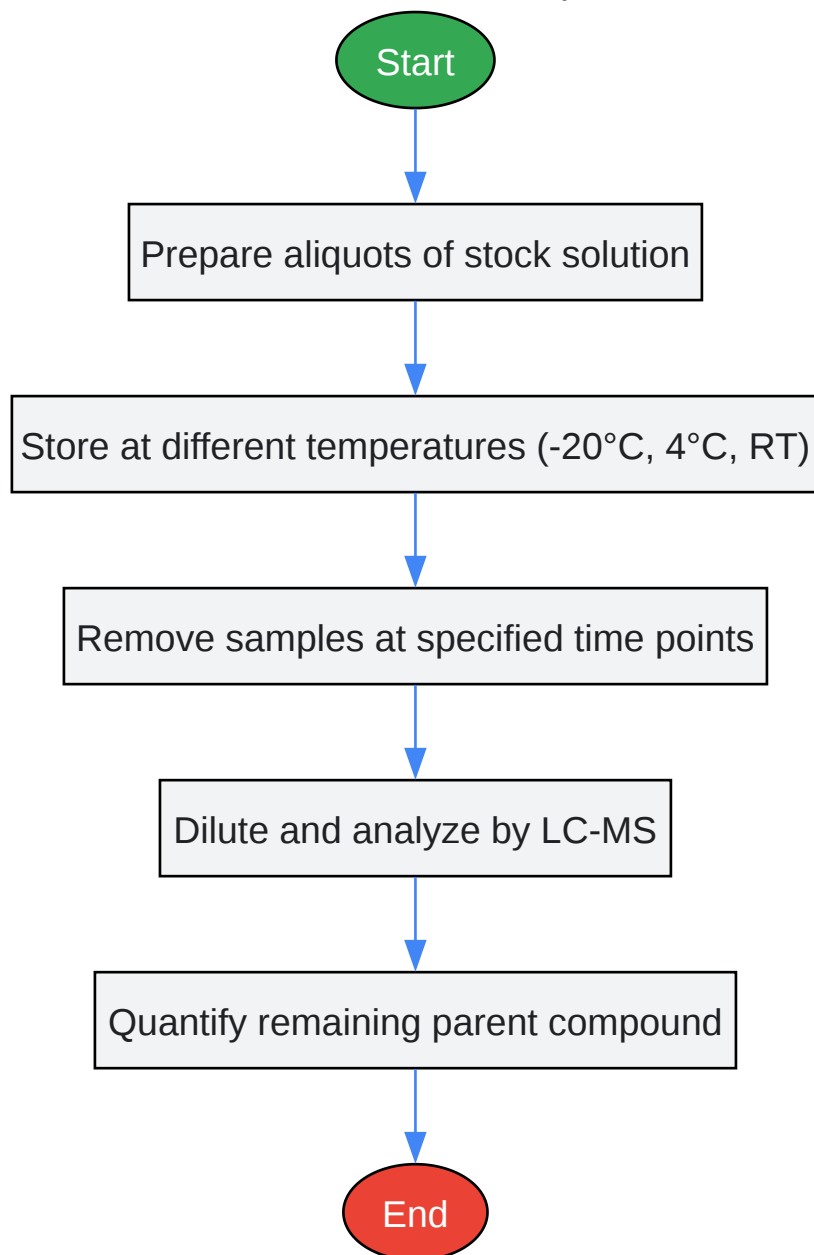 Start
Prepare aliquots of stock solution
Store at different temperatures (-20°C, 4°C, RT)
Remove samples at specified time points
Dilute and analyze by LC-MS
Quantify remaining parent compound
End